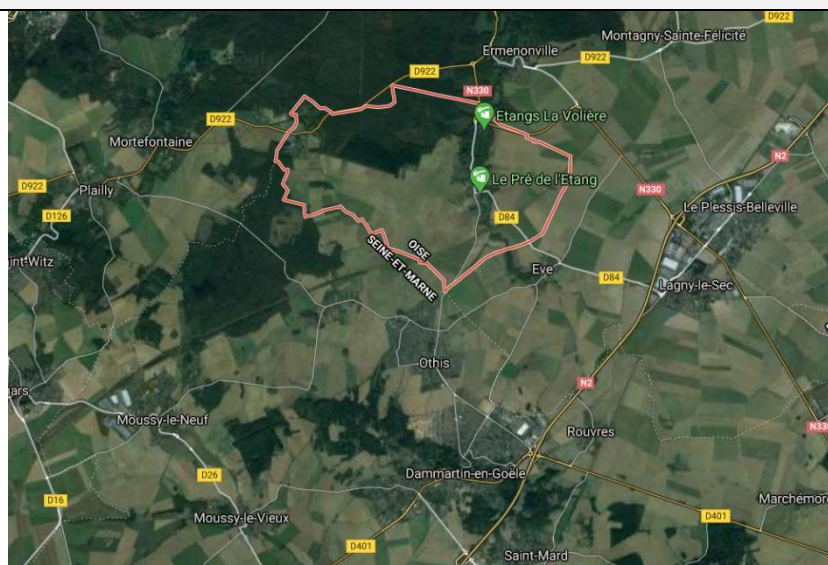 D922
Montagny-Sainte-Félicité
Ermenonville
D922
N330
Etangs La Volière
D922
Mortefontaine
N2
D922
Plailly
Le Pré de l'Etang
N330
Le Plessis-Belleville
D126
D84
OISE
SEINE-ET-MARNE
Eve
D84
Lagny-le-Sec
Othis
N2
Moussy-le-Neuf
N330
Rouvres
Dammartin-en-Goële
D26
D16
Moussy-le-Vieux
D401
D401
Saint-Mard